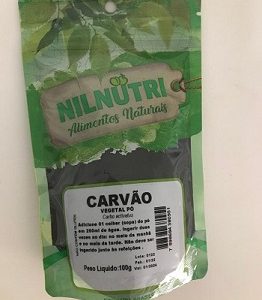 NILNUTRI
Alimentos Naturais
CARVÃO
VEGETAL PÓ
Carbo activatus
Adicione 01 colher (sopa) do pó
em 200ml de água. Ingerir duas
vezes ao dia: no meio da manhã
e no meio da tarde. Não deve ser
ingerido junto às refeições.
Peso Líquido:100g